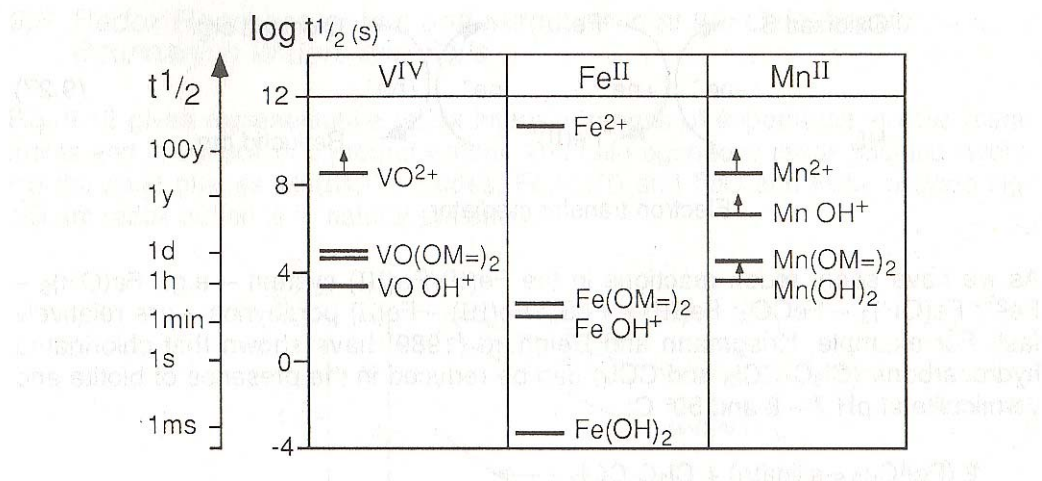 log t1/2 (s)
t1/2
VIV FeII MnII
12
8
4
0
-4
100y
1y
1d
1h
1min
1s
1ms
VO2+
VO(OM=)2
VO OH+
Fe2+
Fe(OM=)2
Fe OH+
Fe(OH)2
Mn2+
Mn OH+
Mn(OM=)2
Mn(OH)2